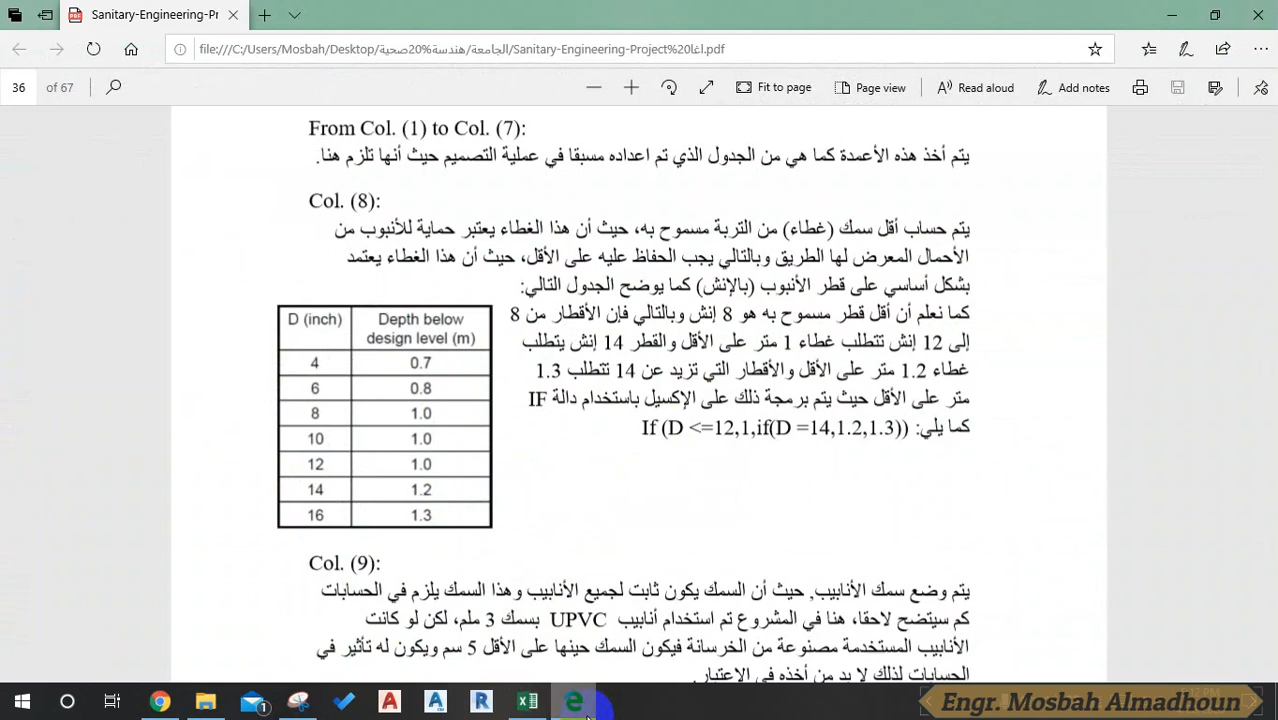 Sanitary-Engineering-Pr
file:///C:/Users/Mosbah/Desktop/الجامعة/هندسة%20صحية/Sanitary-Engineering-Project%20اغا.pdf
36 of 67 Fit to page Page view Read aloud Add notes
From Col. (1) to Col. (7):
يتم أخذ هذه الأعمدة كما هي من الجدول الذي تم اعداده مسبقا في عملية التصميم حيث أنها تلزم هنا.
Col. (8):
يتم حساب أقل سمك (غطاء) من التربة مسموح به، حيث أن هذا الغطاء يعتبر حماية للأنبوب من
الأحمال المعرض لها الطريق وبالتالي يجب الحفاظ عليه على الأقل، حيث أن هذا الغطاء يعتمد
بشكل أساسي على قطر الأنبوب (بالإنش) كما يوضح الجدول التالي:
كما نعلم أن أقل قطر مسموح به هو 8 إنش وبالتالي فإن الأقطار من 8
إلى 12 إنش تتطلب غطاء 1 متر على الأقل والقطر 14 إنش يتطلب
غطاء 1.2 متر على الأقل والأقطار التي تزيد عن 14 تتطلب 1.3
متر على الأقل حيث يتم برمجة ذلك على الإكسيل باستخدام دالة IF
كما يلي: If (D <=12,1,if(D =14,1.2,1.3))
D (inch) Depth below
design level (m)
4 0.7
6 0.8
8 1.0
10 1.0
12 1.0
14 1.2
16 1.3
Col. (9):
يتم وضع سمك الأنابيب, حيث أن السمك يكون ثابت لجميع الأنابيب وهذا السمك يلزم في الحسابات
كم سيتضح لاحقا، هنا في المشروع تم استخدام أنابيب UPVC بسمك 3 ملم، لكن لو كانت
الأنابيب المستخدمة مصنوعة من الخرسانة فيكون السمك حينها على الأقل 5 سم ويكون له تأثير في
الحسابات لذلك لا بد من أخذه في الاعتبار.
Engr. Mosbah Almadhoun